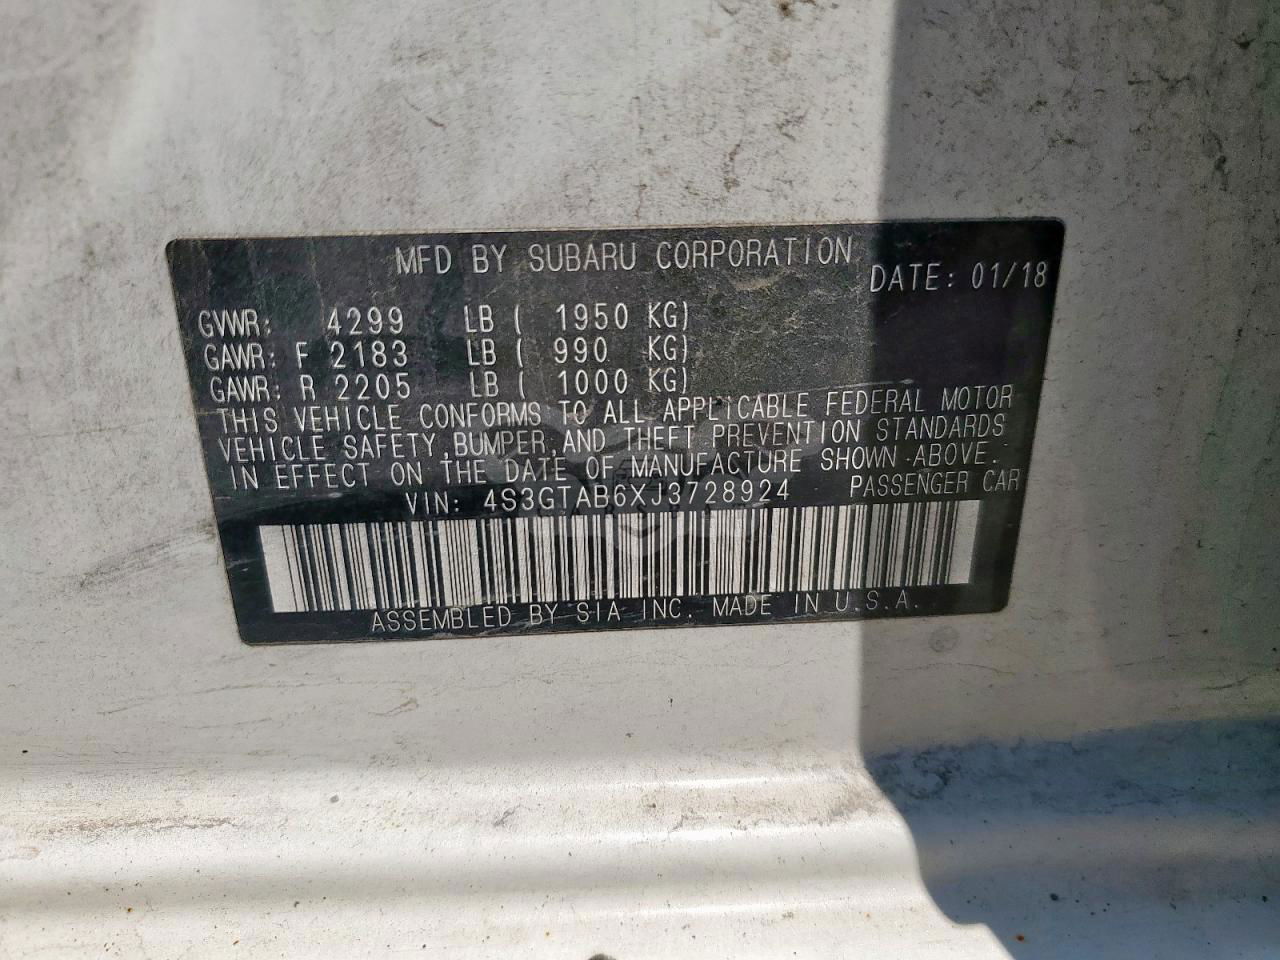 MFD BY SUBARU CORPORATION
DATE: 01/18
GVWR: 4299 LB ( 1950 KG)
GAWR: F 2183 LB ( 990 KG)
GAWR: R 2205 LB ( 1000 KG)
THIS VEHICLE CONFORMS TO ALL APPLICABLE FEDERAL MOTOR
VEHICLE SAFETY, BUMPER, AND THEFT PREVENTION STANDARDS
IN EFFECT ON THE DATE OF MANUFACTURE SHOWN ABOVE.
VIN: 4S3GTAB6XJ3728924 PASSENGER CAR
ASSEMBLED BY SIA INC. MADE IN U.S.A.